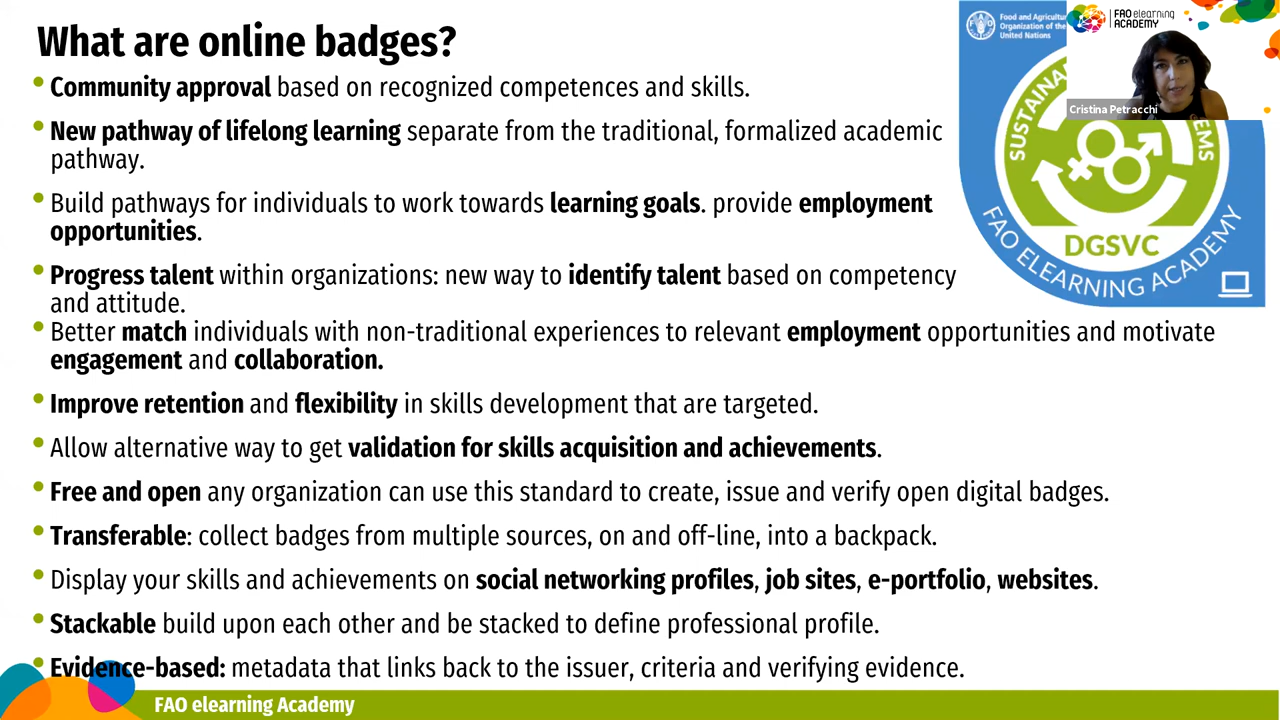 What are online badges?
• Community approval based on recognized competences and skills.
• New pathway of lifelong learning separate from the traditional, formalized academic
pathway.
• Build pathways for individuals to work towards learning goals. provide employment
opportunities.
• Progress talent within organizations: new way to identify talent based on competency
and attitude.
• Better match individuals with non-traditional experiences to relevant employment opportunities and motivate
engagement and collaboration.
• Improve retention and flexibility in skills development that are targeted.
• Allow alternative way to get validation for skills acquisition and achievements.
• Free and open any organization can use this standard to create, issue and verify open digital badges.
• Transferable: collect badges from multiple sources, on and off-line, into a backpack.
• Display your skills and achievements on social networking profiles, job sites, e-portfolio, websites.
• Stackable build upon each other and be stacked to define professional profile.
• Evidence-based: metadata that links back to the issuer, criteria and verifying evidence.
FAO elearning Academy
Food and Agricultur
Organization of the
United Nations
FAO elearning
ACADEMY
Cristina Petracchi
SUSTAINA
EMS
DGSVC
FAO ELEARNING ACADEMY